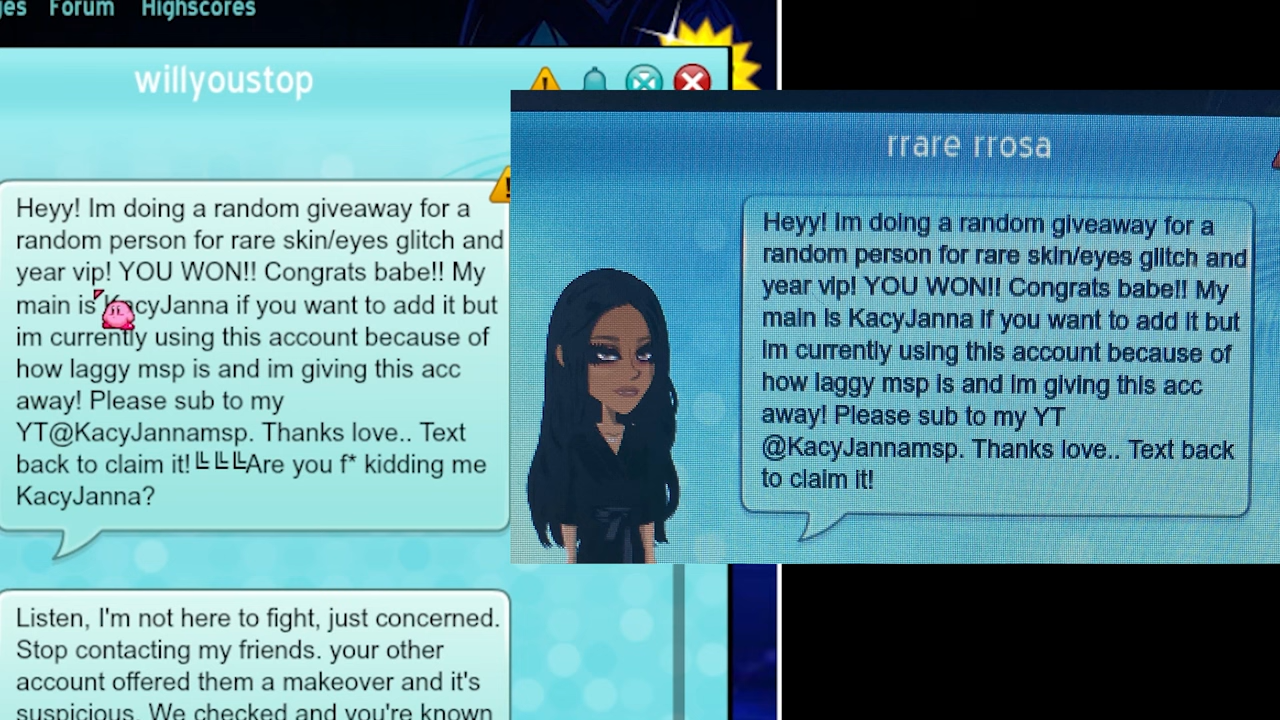 Forum Highscores
willyoustop
Heyy! Im doing a random giveaway for a
random person for rare skin/eyes glitch and
year vip! YOU WON!! Congrats babe!! My
main is KacyJanna if you want to add it but
im currently using this account because of
how laggy msp is and im giving this acc
away! Please sub to my
YT@KacyJannamsp. Thanks love.. Text
back to claim it!╚╚╚Are you f* kidding me
KacyJanna?
Listen, I'm not here to fight, just concerned.
Stop contacting my friends. your other
account offered them a makeover and it's
suspicious. We checked and you're known
rrare rrosa
Heyy! Im doing a random giveaway for a
random person for rare skin/eyes glitch and
year vip! YOU WON!! Congrats babe!! My
main is KacyJanna if you want to add it but
im currently using this account because of
how laggy msp is and im giving this acc
away! Please sub to my YT
@KacyJannamsp. Thanks love.. Text back
to claim it!